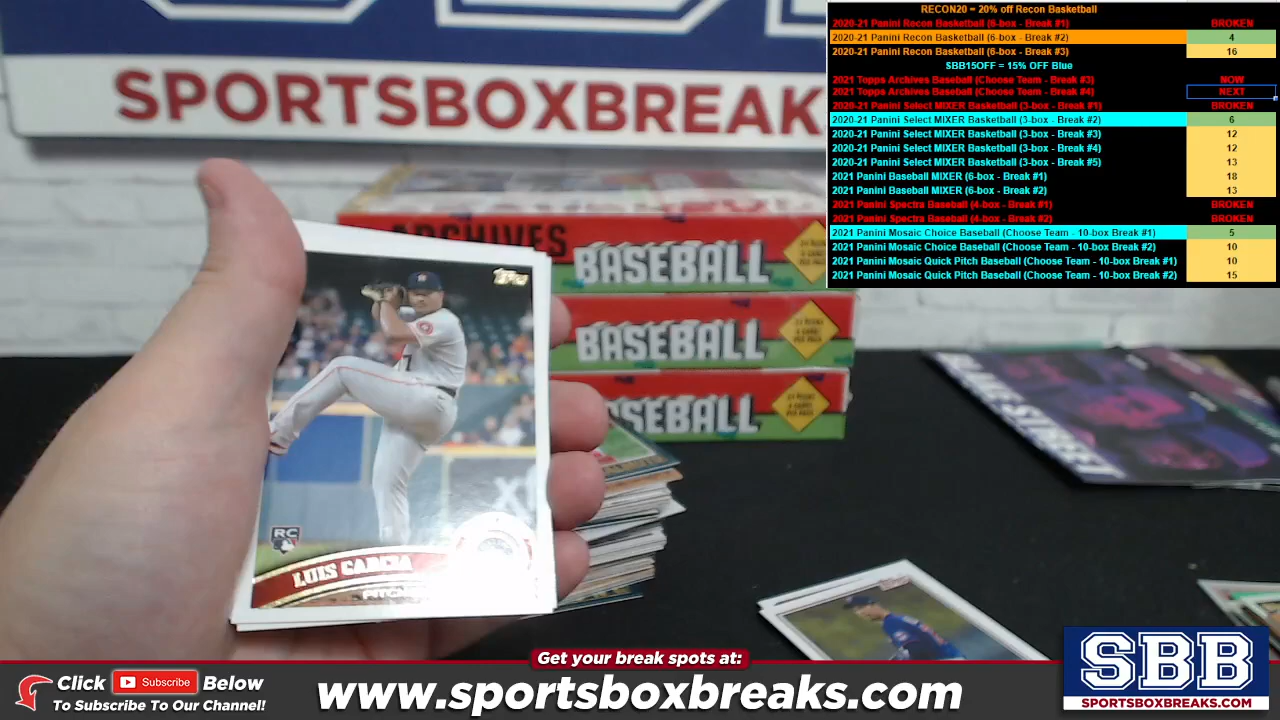 SBB
SPORTSBOXBREAKS
RECON20 = 20% off Recon Basketball
2020-21 Panini Recon Basketball (6-box - Break #1) BROKEN
2020-21 Panini Recon Basketball (6-box - Break #2) 4
2020-21 Panini Recon Basketball (6-box - Break #3) 16
SBB15OFF = 15% OFF Blue
2021 Topps Archives Baseball (Choose Team - Break #3) NOW
2021 Topps Archives Baseball (Choose Team - Break #4) NEXT
2020-21 Panini Select MIXER Basketball (3-box - Break #1) BROKEN
2020-21 Panini Select MIXER Basketball (3-box - Break #2) 6
2020-21 Panini Select MIXER Basketball (3-box - Break #3) 12
2020-21 Panini Select MIXER Basketball (3-box - Break #4) 12
2020-21 Panini Select MIXER Basketball (3-box - Break #5) 13
2021 Panini Baseball MIXER (6-box - Break #1) 18
2021 Panini Baseball MIXER (6-box - Break #2) 13
2021 Panini Spectra Baseball (4-box - Break #1) BROKEN
2021 Panini Spectra Baseball (4-box - Break #2) BROKEN
2021 Panini Mosaic Choice Baseball (Choose Team - 10-box Break #1) 5
2021 Panini Mosaic Choice Baseball (Choose Team - 10-box Break #2) 10
2021 Panini Mosaic Quick Pitch Baseball (Choose Team - 10-box Break #1) 10
2021 Panini Mosaic Quick Pitch Baseball (Choose Team - 10-box Break #2) 15
ARCHIVES
BASEBALL
BASEBALL
BASEBALL
Topps
RC
LUIS GARCIA
BLAKE STREET
Get your break spots at:
Click Subscribe Below
To Subscribe To Our Channel!
www.sportsboxbreaks.com
SBB
SPORTSBOXBREAKS.COM